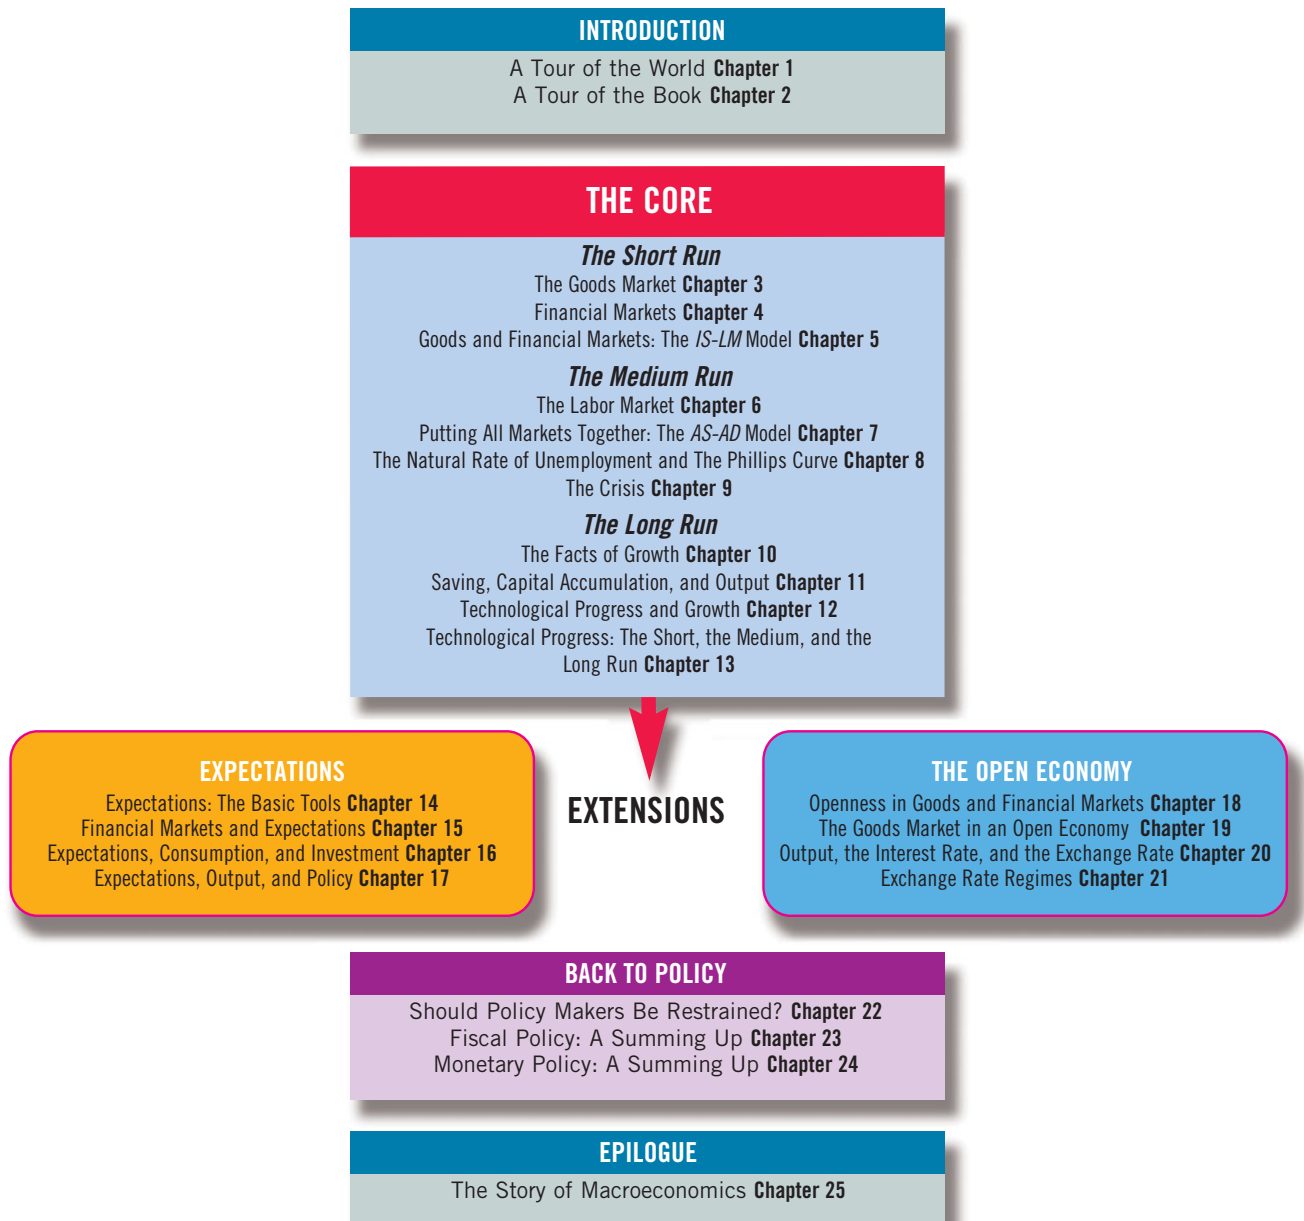 INTRODUCTION
A Tour of the World Chapter 1
A Tour of the Book Chapter 2
THE CORE
The Short Run
The Goods Market Chapter 3
Financial Markets Chapter 4
Goods and Financial Markets: The IS-LM Model Chapter 5
The Medium Run
The Labor Market Chapter 6
Putting All Markets Together: The AS-AD Model Chapter 7
The Natural Rate of Unemployment and The Phillips Curve Chapter 8
The Crisis Chapter 9
The Long Run
The Facts of Growth Chapter 10
Saving, Capital Accumulation, and Output Chapter 11
Technological Progress and Growth Chapter 12
Technological Progress: The Short, the Medium, and the
Long Run Chapter 13
EXTENSIONS
EXPECTATIONS
Expectations: The Basic Tools Chapter 14
Financial Markets and Expectations Chapter 15
Expectations, Consumption, and Investment Chapter 16
Expectations, Output, and Policy Chapter 17
THE OPEN ECONOMY
Openness in Goods and Financial Markets Chapter 18
The Goods Market in an Open Economy Chapter 19
Output, the Interest Rate, and the Exchange Rate Chapter 20
Exchange Rate Regimes Chapter 21
BACK TO POLICY
Should Policy Makers Be Restrained? Chapter 22
Fiscal Policy: A Summing Up Chapter 23
Monetary Policy: A Summing Up Chapter 24
EPILOGUE
The Story of Macroeconomics Chapter 25